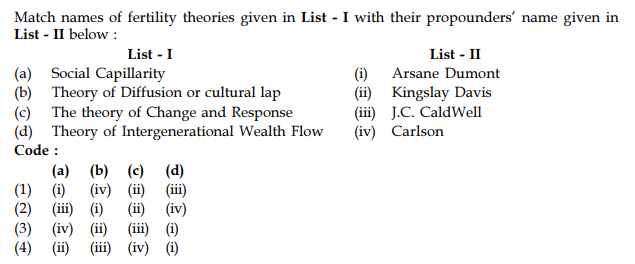 Match names of fertility theories given in List - I with their propounders' name given in
List - II below :
List - I List - II
(a) Social Capillarity (i) Arsane Dumont
(b) Theory of Diffusion or cultural lap (ii) Kingslay Davis
(c) The theory of Change and Response (iii) J.C. CaldWell
(d) Theory of Intergenerational Wealth Flow (iv) Carlson
Code :
(a) (b) (c) (d)
(1) (i) (iv) (ii) (iii)
(2) (iii) (i) (ii) (iv)
(3) (iv) (ii) (iii) (i)
(4) (ii) (iii) (iv) (i)